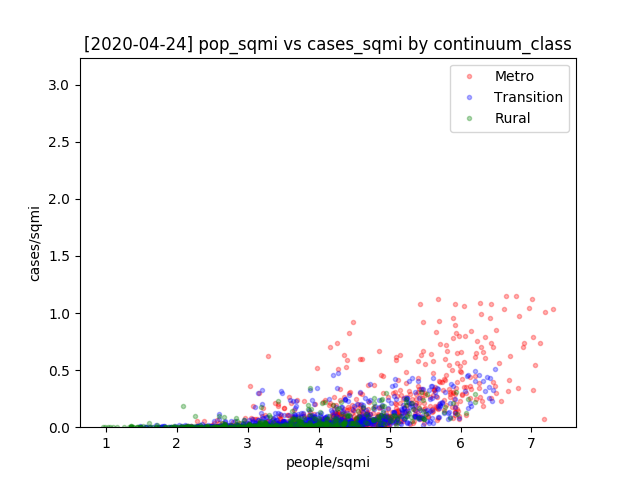 [2020-04-24] pop_sqmi vs cases_sqmi by continuum_class
Metro
Transition
Rural
cases/sqmi
3.0
2.5
2.0
1.5
1.0
0.5
0.0
1 2 3 4 5 6 7
people/sqmi